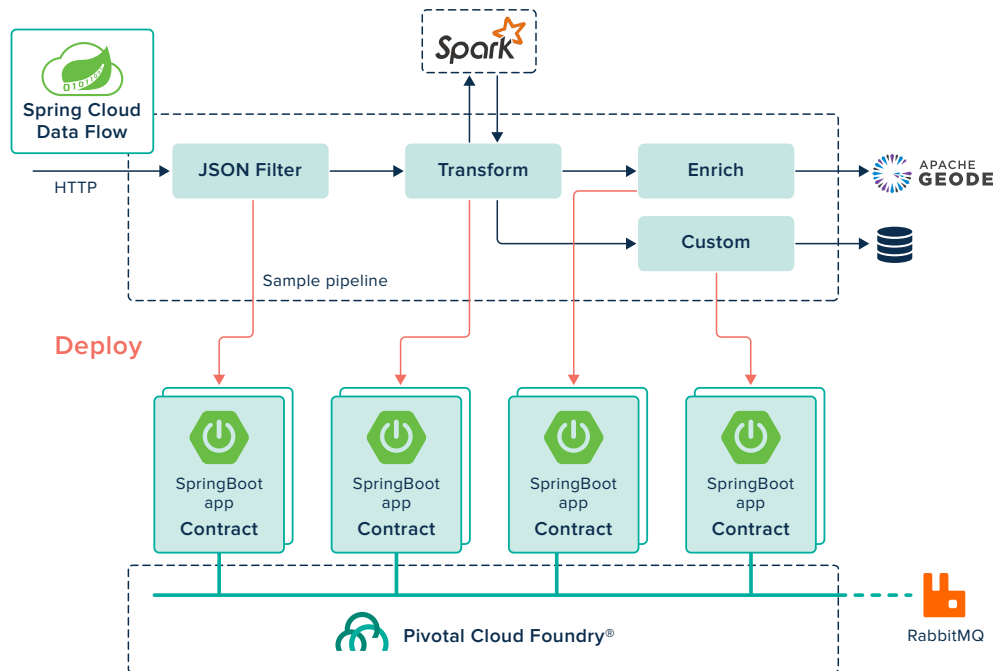 Spark
Spring Cloud
Data Flow
01011010
HTTP
JSON Filter
Transform
Enrich
APACHE
GEODE
Custom
Sample pipeline
Deploy
SpringBoot
app
Contract
SpringBoot
app
Contract
SpringBoot
app
Contract
SpringBoot
app
Contract
Pivotal Cloud Foundry®
RabbitMQ